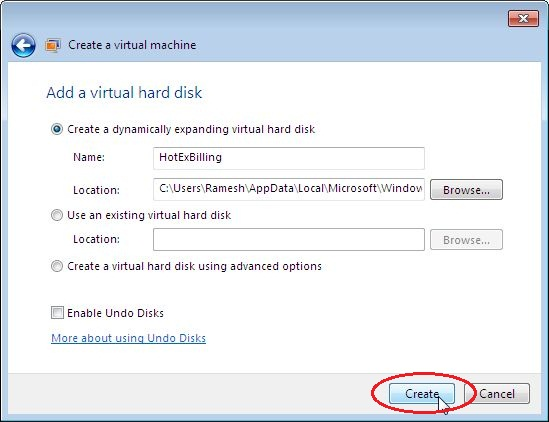 Create a virtual machine
Add a virtual hard disk
Create a dynamically expanding virtual hard disk
Name: HotExBilling
Location: C:\Users\Ramesh\AppData\Local\Microsoft\Window Browse...
Use an existing virtual hard disk
Location: Browse...
Create a virtual hard disk using advanced options
Enable Undo Disks
More about using Undo Disks
Create Cancel